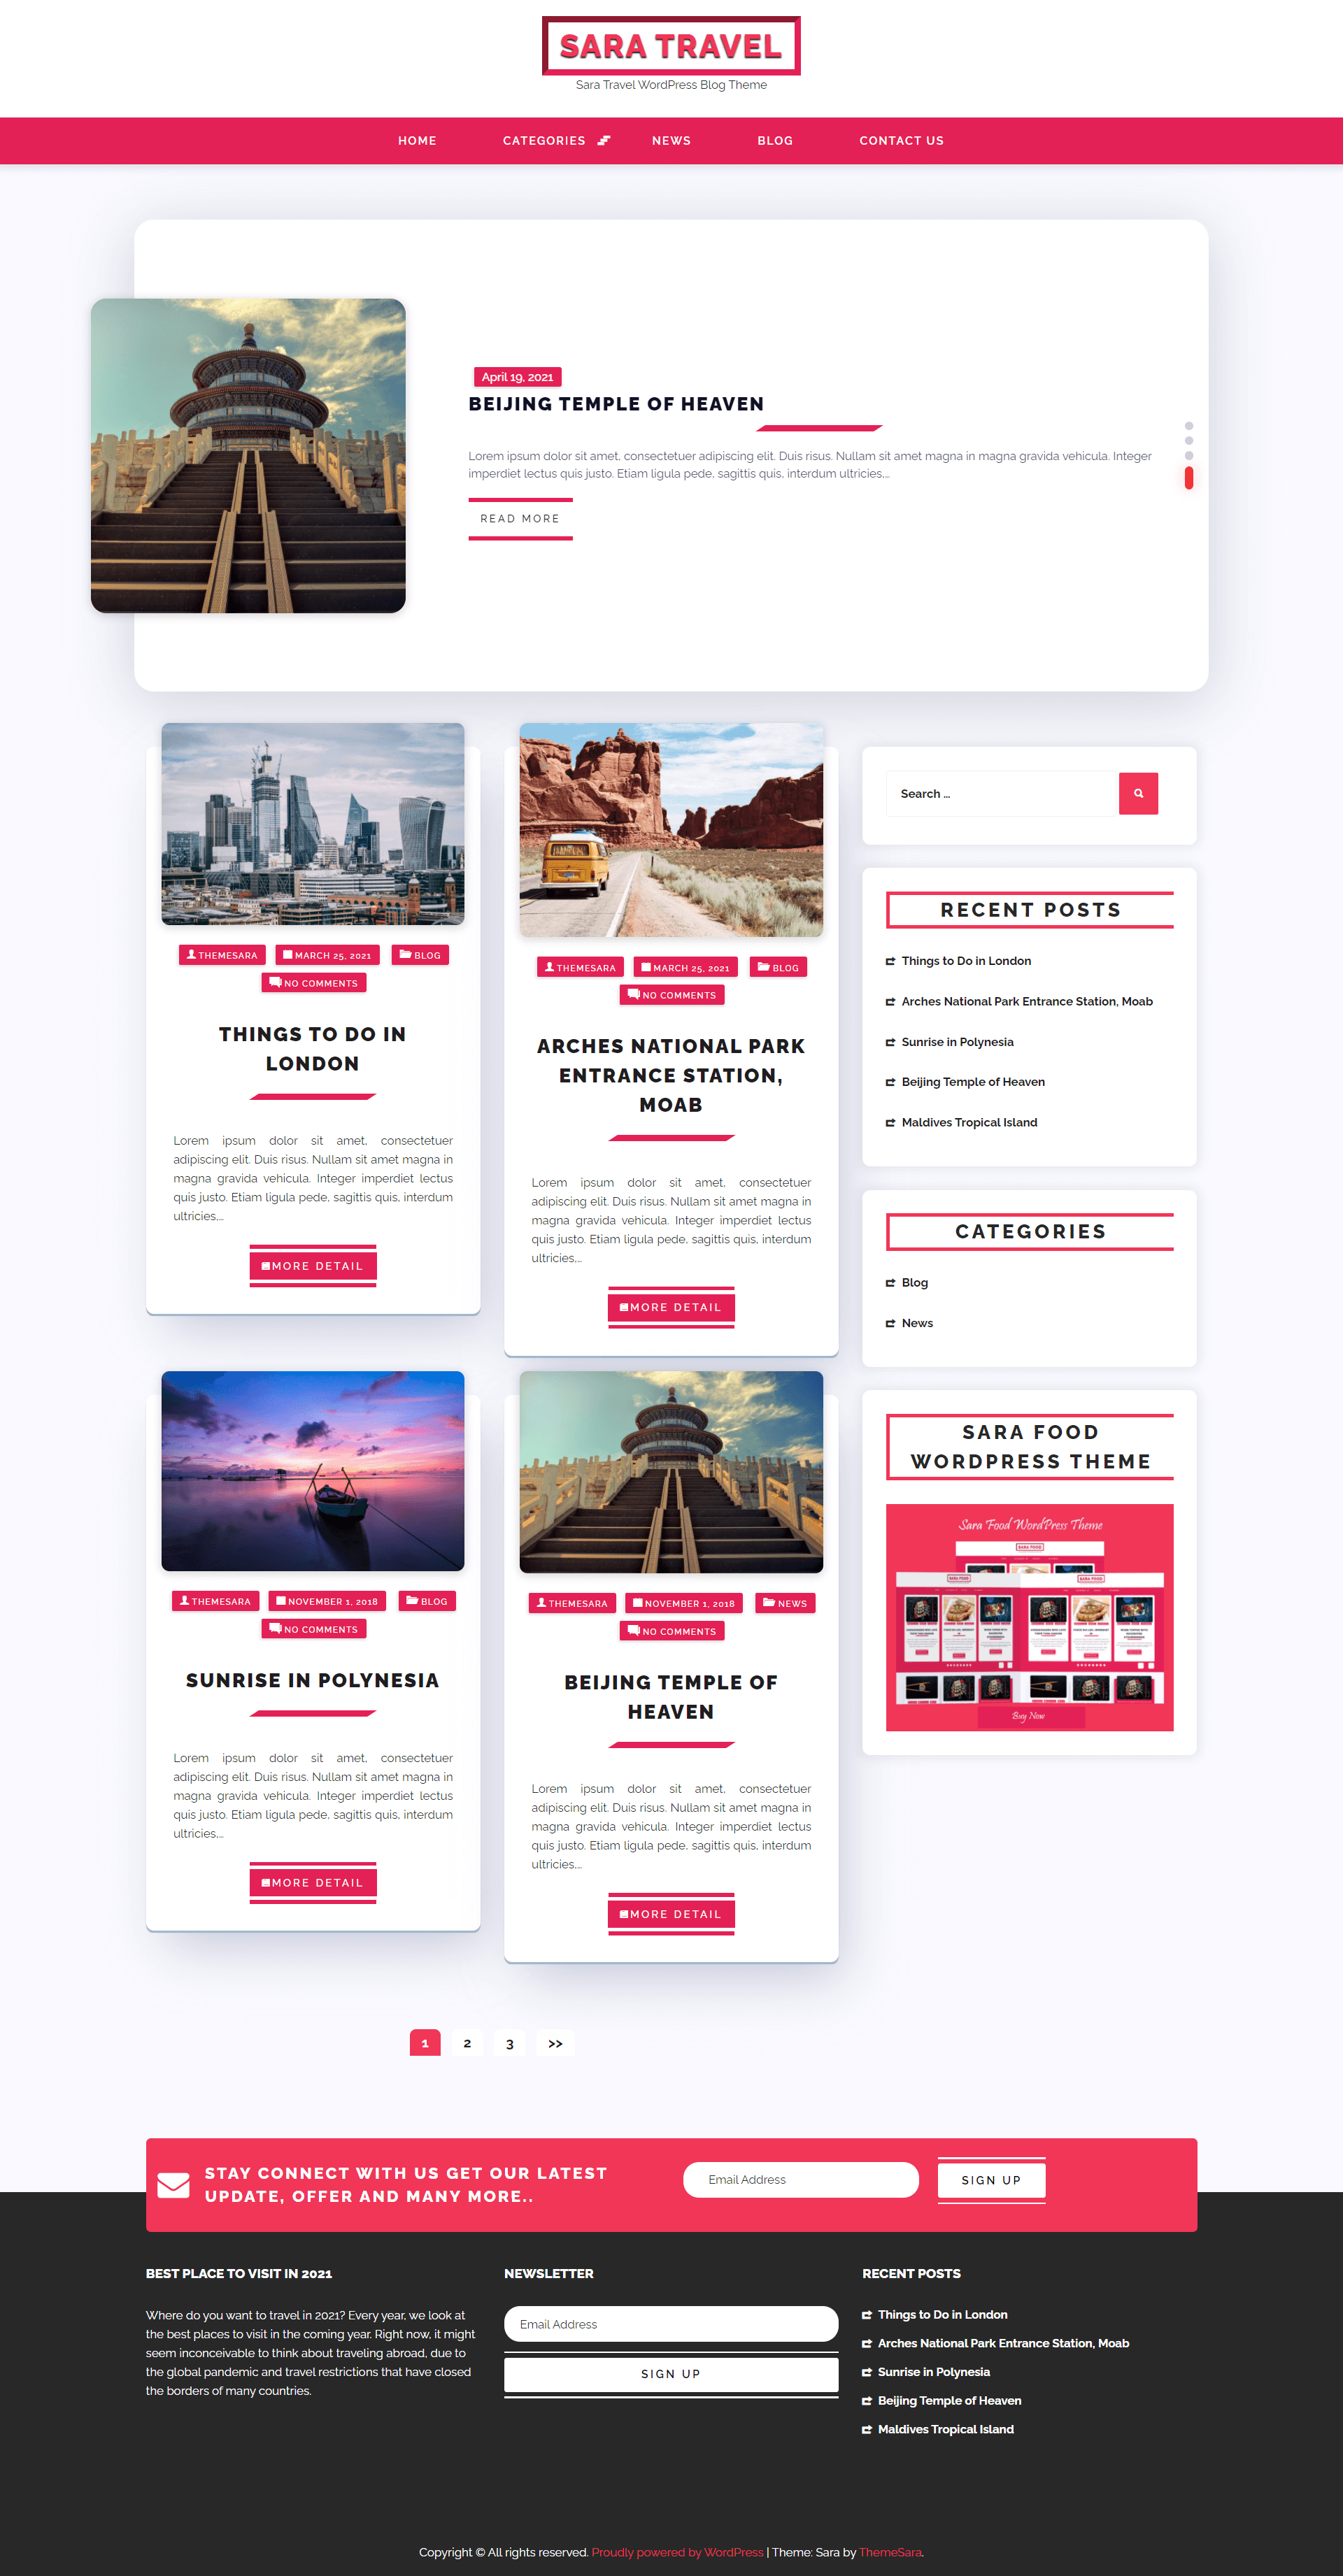 SARA TRAVEL
Sara Travel WordPress Blog Theme
HOME
CATEGORIES
NEWS
BLOG
CONTACT US
April 19, 2021
BEIJING TEMPLE OF HEAVEN
Lorem ipsum dolor sit amet, consectetuer adipiscing elit. Duis risus. Nullam sit amet magna in magna gravida vehicula. Integer
imperdiet lectus quis justo. Etiam ligula pede, sagittis quis, interdum ultricies,...
READ MORE
THEMESARA
MARCH 25, 2021
BLOG
NO COMMENTS
THINGS TO DO IN
LONDON
Lorem ipsum dolor sit amet, consectetuer
adipiscing elit. Duis risus. Nullam sit amet magna in
magna gravida vehicula. Integer imperdiet lectus
quis justo. Etiam ligula pede, sagittis quis, interdum
ultricies,...
MORE DETAIL
THEMESARA
MARCH 25, 2021
BLOG
NO COMMENTS
ARCHES NATIONAL PARK
ENTRANCE STATION,
MOAB
Lorem ipsum dolor sit amet, consectetuer
adipiscing elit. Duis risus. Nullam sit amet magna in
magna gravida vehicula. Integer imperdiet lectus
quis justo. Etiam ligula pede, sagittis quis, interdum
ultricies,...
MORE DETAIL
THEMESARA
NOVEMBER 1, 2018
BLOG
NO COMMENTS
SUNRISE IN POLYNESIA
Lorem ipsum dolor sit amet, consectetuer
adipiscing elit. Duis risus. Nullam sit amet magna in
magna gravida vehicula. Integer imperdiet lectus
quis justo. Etiam ligula pede, sagittis quis, interdum
ultricies,...
MORE DETAIL
THEMESARA
NOVEMBER 1, 2018
NEWS
NO COMMENTS
BEIJING TEMPLE OF
HEAVEN
Lorem ipsum dolor sit amet, consectetuer
adipiscing elit. Duis risus. Nullam sit amet magna in
magna gravida vehicula. Integer imperdiet lectus
quis justo. Etiam ligula pede, sagittis quis, interdum
ultricies,...
MORE DETAIL
1 2 3 >>
Search ...
RECENT POSTS
Things to Do in London
Arches National Park Entrance Station, Moab
Sunrise in Polynesia
Beijing Temple of Heaven
Maldives Tropical Island
CATEGORIES
Blog
News
SARA FOOD
WORDPRESS THEME
Sara Food WordPress Theme
SARA FOOD
SARA FOOD
SARA FOOD
Buy Now
STAY CONNECT WITH US GET OUR LATEST
UPDATE, OFFER AND MANY MORE..
Email Address
SIGN UP
BEST PLACE TO VISIT IN 2021
Where do you want to travel in 2021? Every year, we look at
the best places to visit in the coming year. Right now, it might
seem inconceivable to think about traveling abroad, due to
the global pandemic and travel restrictions that have closed
the borders of many countries.
NEWSLETTER
Email Address
SIGN UP
RECENT POSTS
Things to Do in London
Arches National Park Entrance Station, Moab
Sunrise in Polynesia
Beijing Temple of Heaven
Maldives Tropical Island
Copyright © All rights reserved. Proudly powered by WordPress | Theme: Sara by ThemeSara.